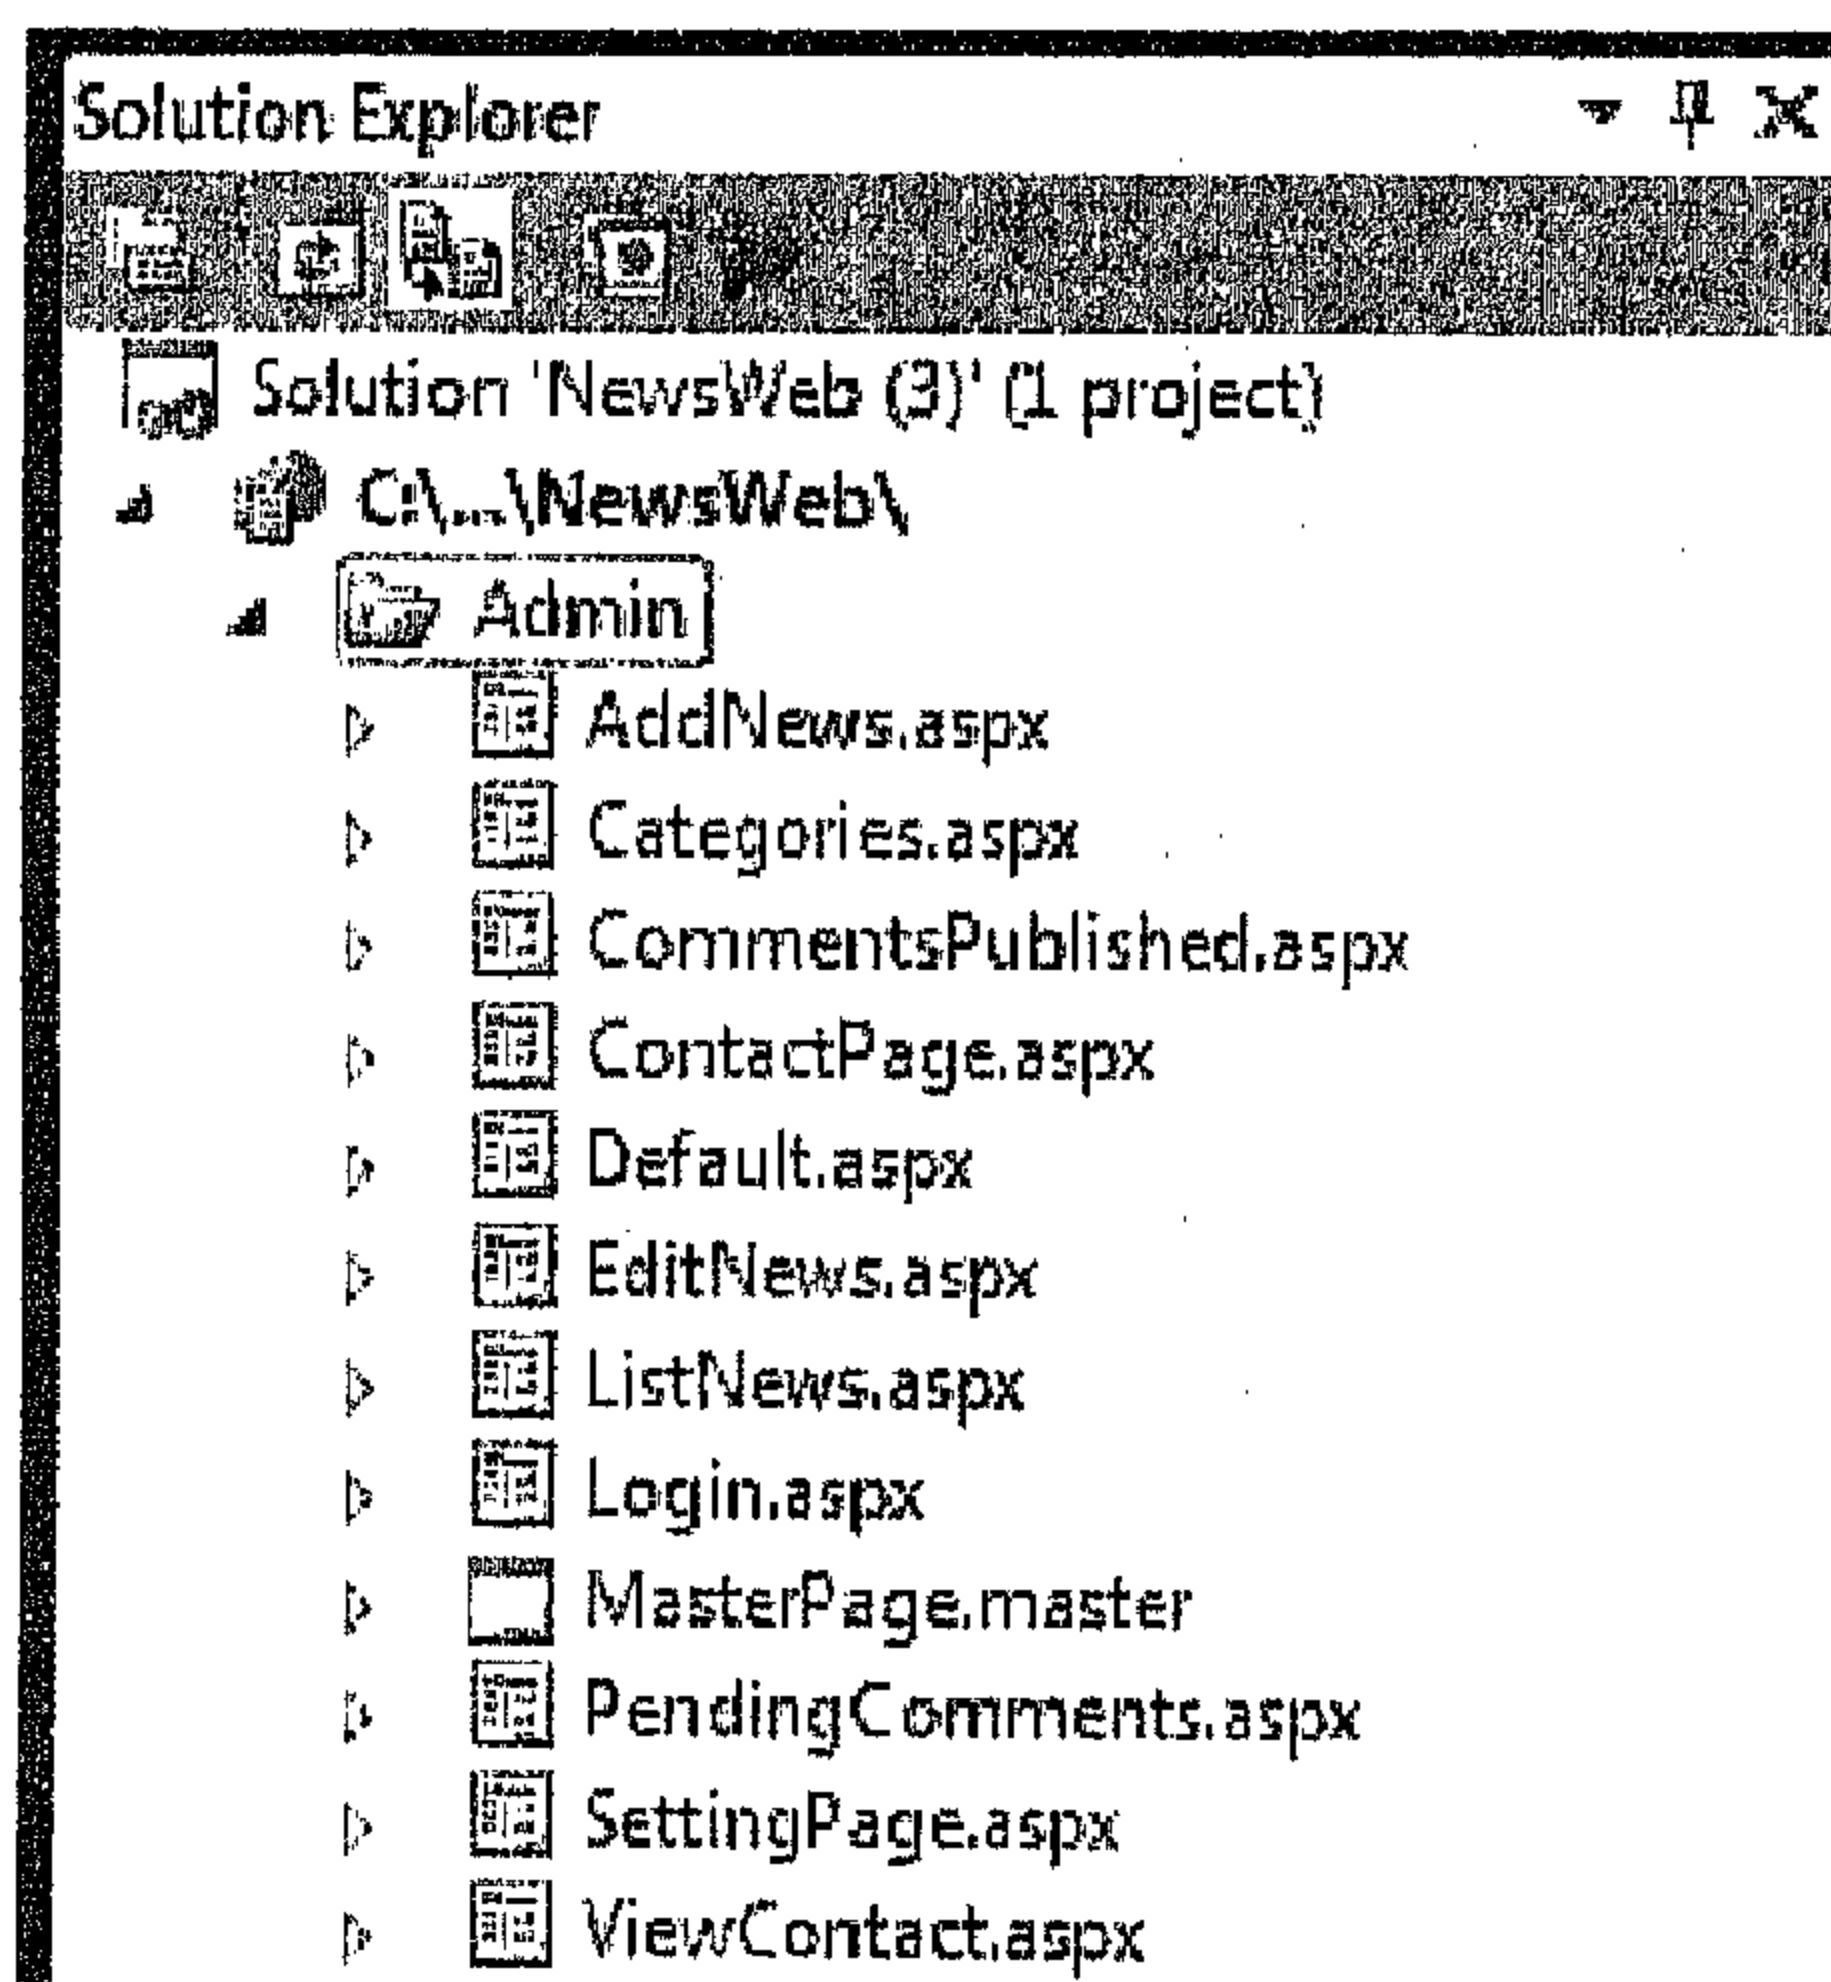 Solution Explorer
Solution 'NewsWeb (3)' (1 project)
C:\...\NewsWeb\
Admin
AddNews.aspx
Categories.aspx
CommentsPublished.aspx
ContactPage.aspx
Default.aspx
EditNews.aspx
ListNews.aspx
Login.aspx
MasterPage.master
PendingComments.aspx
SettingPage.aspx
ViewContact.aspx